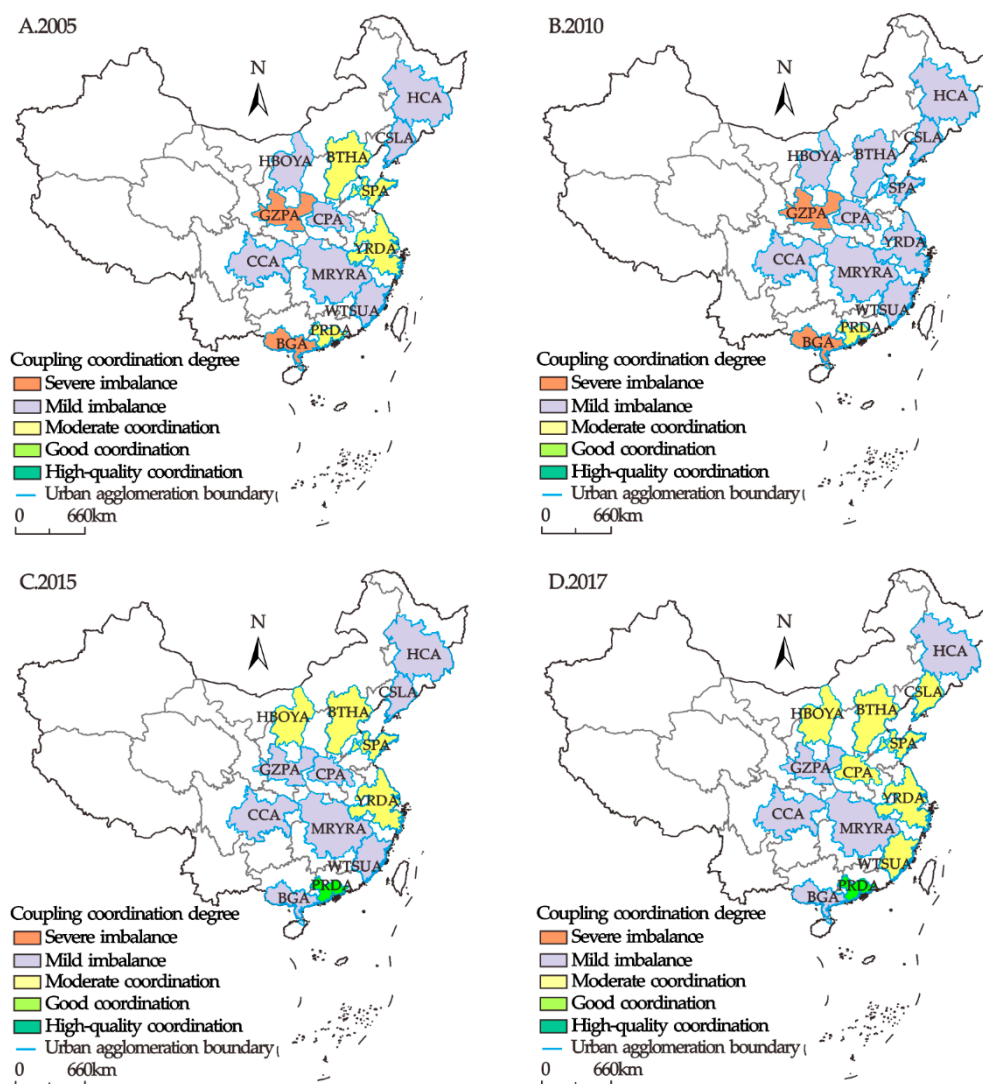 A.2005
N
HCA
CSLA
HBOYA
BTHA
SPA
GZPA
CPA
YRDA
CCA
MRYRA
WTSUA
PRDA
BGA
Coupling coordination degree
Severe imbalance
Mild imbalance
Moderate coordination
Good coordination
High-quality coordination
Urban agglomeration boundary
0 660km
B.2010
N
HCA
CSLA
HBOYA
BTHA
SPA
GZPA
CPA
YRDA
CCA
MRYRA
WTSUA
PRDA
BGA
Coupling coordination degree
Severe imbalance
Mild imbalance
Moderate coordination
Good coordination
High-quality coordination
Urban agglomeration boundary
0 660km
C.2015
N
HCA
CSLA
HBOYA
BTHA
SPA
GZPA
CPA
YRDA
CCA
MRYRA
WTSUA
PRDA
BGA
Coupling coordination degree
Severe imbalance
Mild imbalance
Moderate coordination
Good coordination
High-quality coordination
Urban agglomeration boundary
0 660km
D.2017
N
HCA
CSLA
HBOYA
BTHA
SPA
GZPA
CPA
YRDA
CCA
MRYRA
WTSUA
PRDA
BGA
Coupling coordination degree
Severe imbalance
Mild imbalance
Moderate coordination
Good coordination
High-quality coordination
Urban agglomeration boundary
0 660km